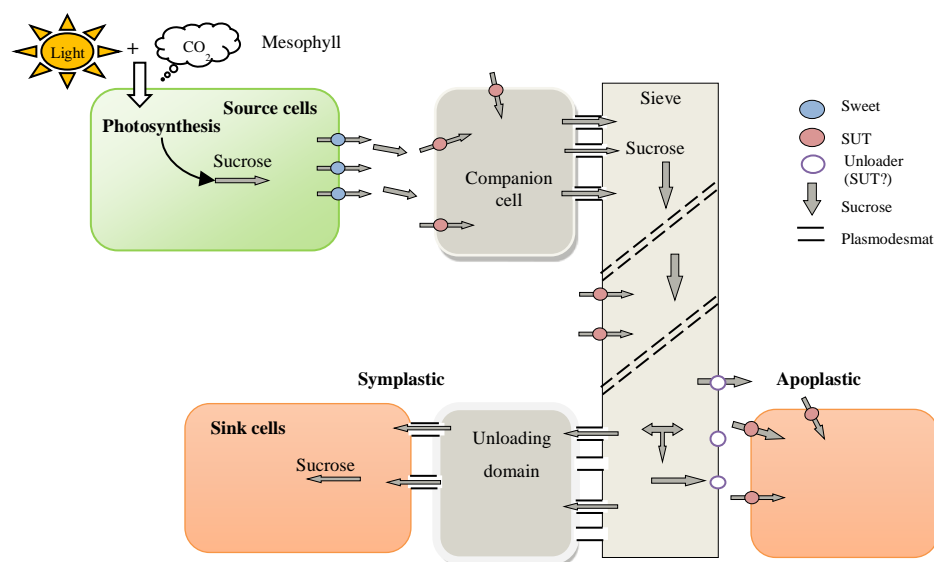 Light
+
CO2
Mesophyll
Source cells
Photosynthesis
Sucrose
Companion
cell
Sieve
Sucrose
Sweet
SUT
Unloader
(SUT?)
Sucrose
Plasmodesmat
Symplastic
Apoplastic
Sink cells
Sucrose
Unloading
domain